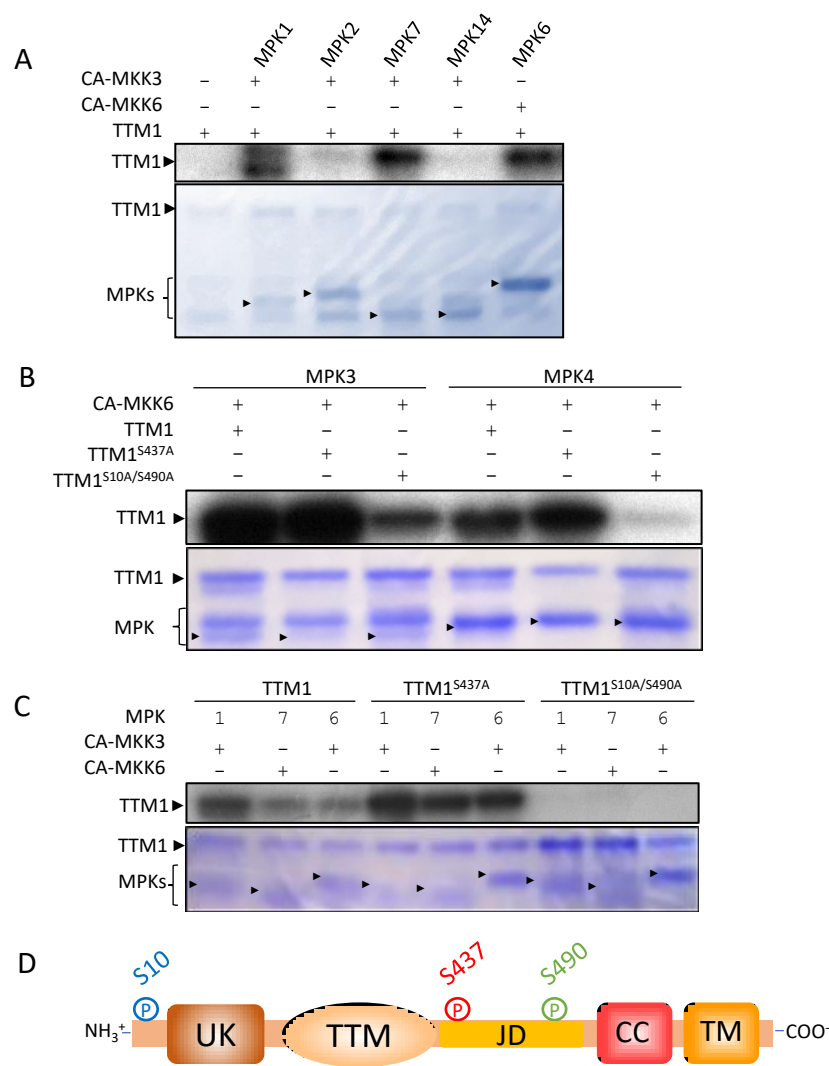 A
MPK1 MPK2 MPK7 MPK14 MPK6
CA-MKK3 – + + + + –
CA-MKK6 – – – – – +
TTM1 + + + + + +
TTM1
TTM1
MPKs
B
MPK3 MPK4
CA-MKK6 + + + + + +
TTM1 + – – + – –
TTM1S437A – + – – + –
TTM1S10A/S490A – – + – – +
TTM1
TTM1
MPK
C
TTM1 TTM1S437A TTM1S10A/S490A
MPK 1 7 6 1 7 6 1 7 6
CA-MKK3 + – + + – + + – +
CA-MKK6 – + – – + – – + –
TTM1
TTM1
MPKs
D
S10 S437 S490
P P P
NH3+ UK TTM JD CC TM COO-